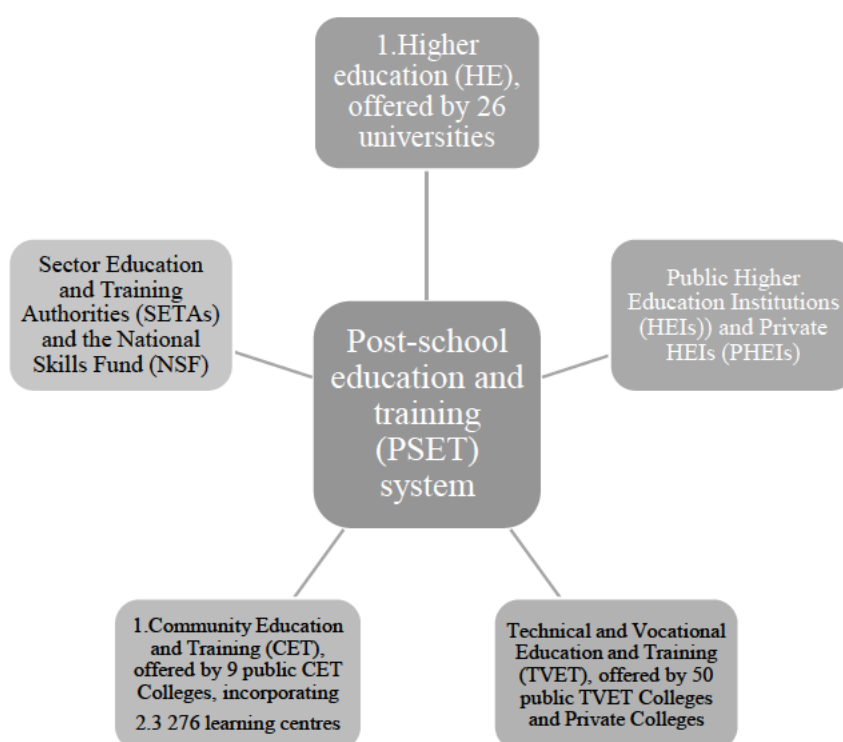 1.Higher
education (HE),
offered by 26
universities
Sector Education
and Training
Authorities (SETAs)
and the National
Skills Fund (NSF)
Public Higher
Education Institutions
(HEIs)) and Private
HEIs (PHEIs)
Post-school
education and
training
(PSET)
system
1.Community Education
and Training (CET),
offered by 9 public CET
Colleges, incorporating
2.3 276 learning centres
Technical and Vocational
Education and Training
(TVET), offered by 50
public TVET Colleges
and Private Colleges